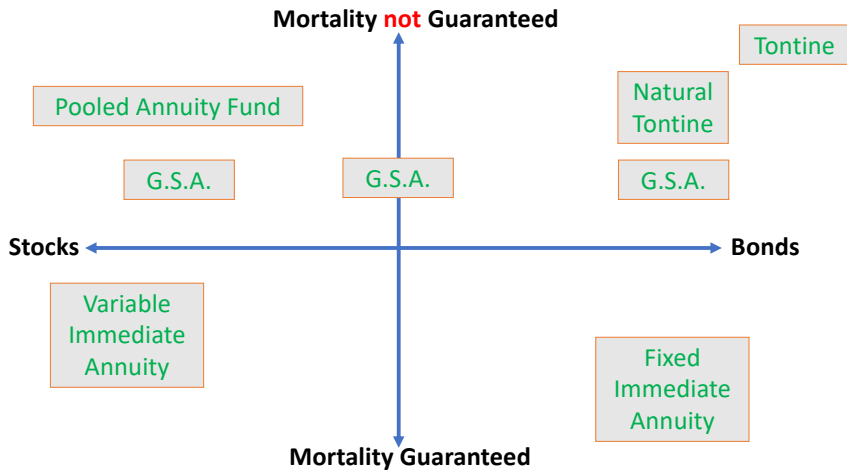 Mortality not Guaranteed
Tontine
Pooled Annuity Fund
Natural
Tontine
G.S.A.
G.S.A.
G.S.A.
Stocks
Bonds
Variable
Immediate
Annuity
Fixed
Immediate
Annuity
Mortality Guaranteed